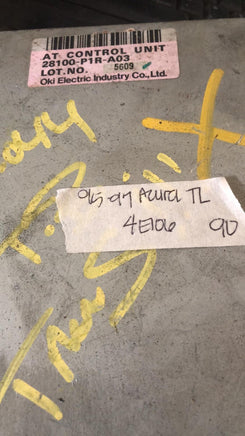 AT CONTROL UNIT
28100-P1R-A03
LOT.NO. 5609
Oki Electric Industry Co.,Ltd.
95-97 Acura TL
4E106 90
Trans